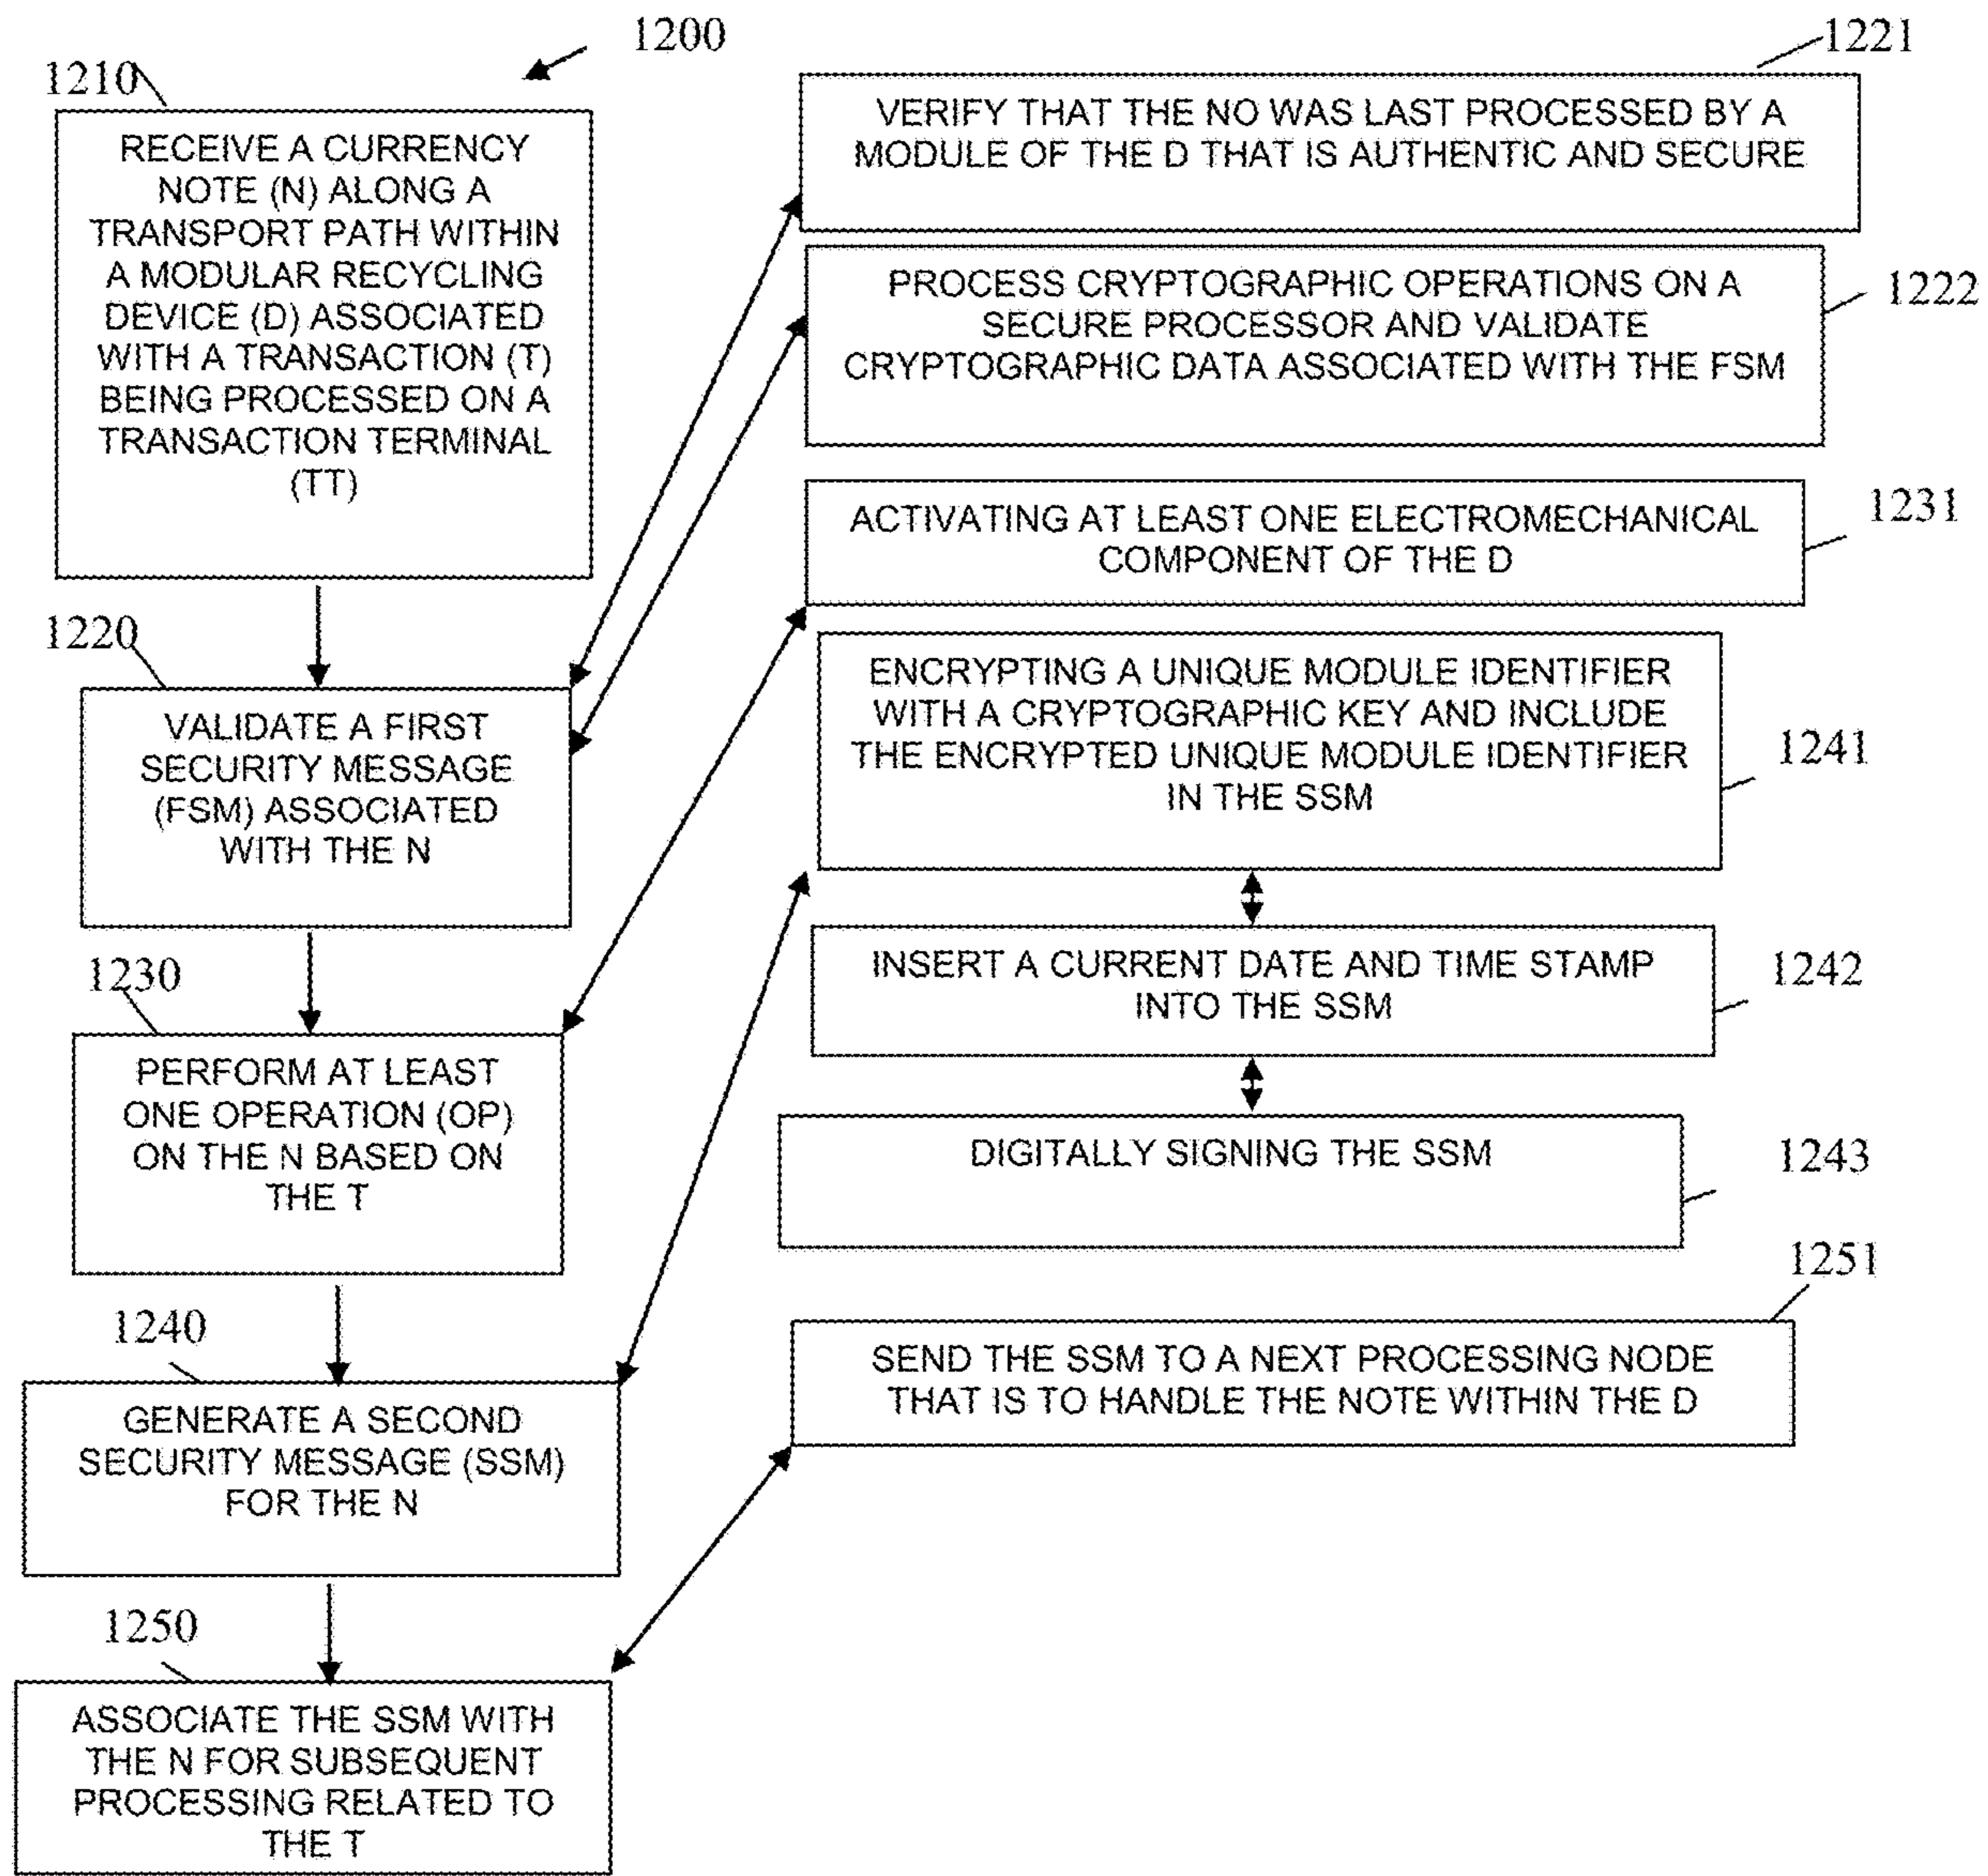 1200
1210
RECEIVE A CURRENCY
NOTE (N) ALONG A
TRANSPORT PATH WITHIN
A MODULAR RECYCLING
DEVICE (D) ASSOCIATED
WITH A TRANSACTION (T)
BEING PROCESSED ON A
TRANSACTION TERMINAL
(TT)
1220
VALIDATE A FIRST
SECURITY MESSAGE
(FSM) ASSOCIATED
WITH THE N
1230
PERFORM AT LEAST
ONE OPERATION (OP)
ON THE N BASED ON
THE T
1240
GENERATE A SECOND
SECURITY MESSAGE (SSM)
FOR THE N
1250
ASSOCIATE THE SSM WITH
THE N FOR SUBSEQUENT
PROCESSING RELATED TO
THE T
1221
VERIFY THAT THE NO WAS LAST PROCESSED BY A
MODULE OF THE D THAT IS AUTHENTIC AND SECURE
1222
PROCESS CRYPTOGRAPHIC OPERATIONS ON A
SECURE PROCESSOR AND VALIDATE
CRYPTOGRAPHIC DATA ASSOCIATED WITH THE FSM
1231
ACTIVATING AT LEAST ONE ELECTROMECHANICAL
COMPONENT OF THE D
1241
ENCRYPTING A UNIQUE MODULE IDENTIFIER
WITH A CRYPTOGRAPHIC KEY AND INCLUDE
THE ENCRYPTED UNIQUE MODULE IDENTIFIER
IN THE SSM
1242
INSERT A CURRENT DATE AND TIME STAMP
INTO THE SSM
1243
DIGITALLY SIGNING THE SSM
1251
SEND THE SSM TO A NEXT PROCESSING NODE
THAT IS TO HANDLE THE NOTE WITHIN THE D